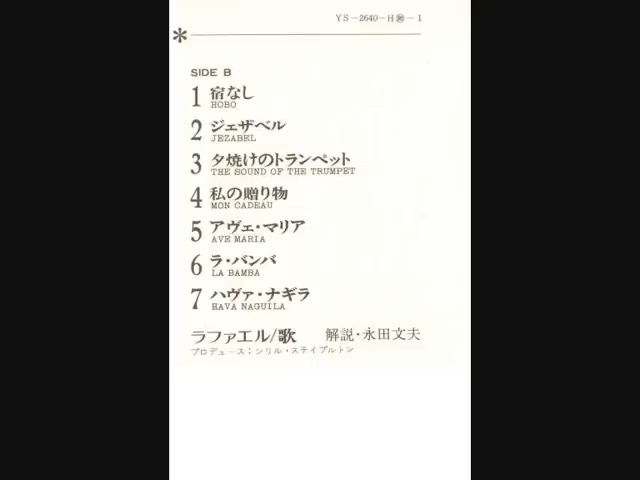 YS-2640-H㊞-1
*
SIDE B
1 宿なし
HOBO
2 ジェザベル
JEZABEL
3 夕焼けのトランペット
THE SOUND OF THE TRUMPET
4 私の贈り物
MON CADEAU
5 アヴェ・マリア
AVE MARIA
6 ラ・バンバ
LA BAMBA
7 ハヴァ・ナギラ
HAVA NAGUILA
ラファエル/歌 解説・永田文夫
プロデュース:シリル・ステイプルトン